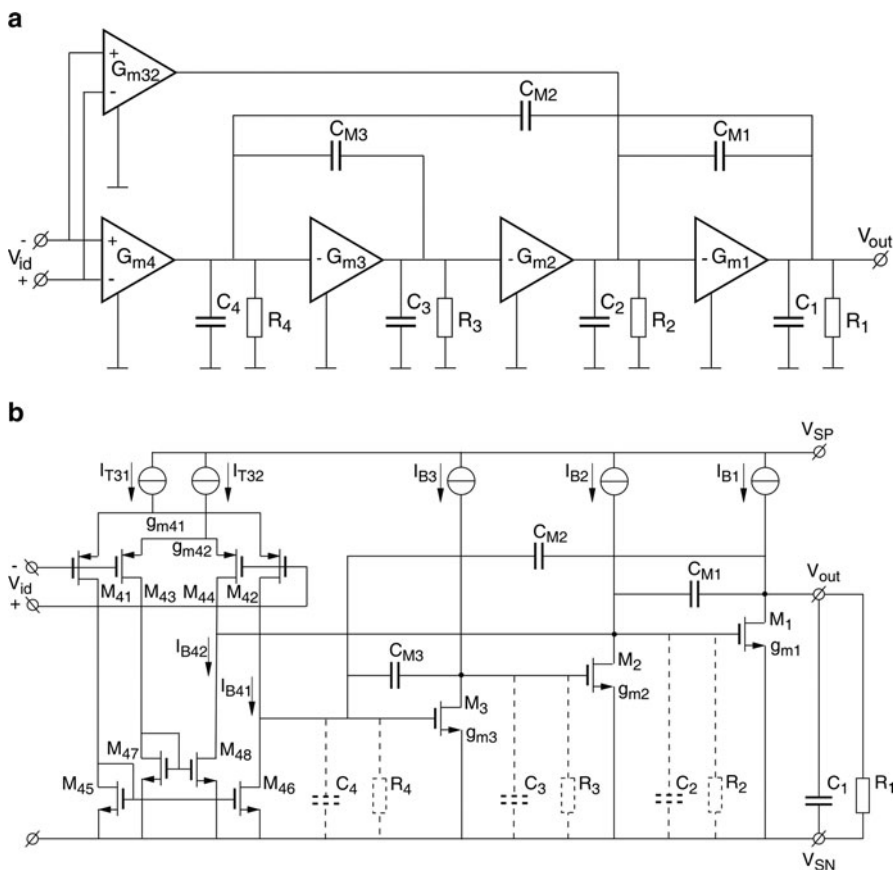 a
+
Gm32
-
CM2
CM3
CM1
-
Vid
+
+
Gm4
-
- Gm3
- Gm2
- Gm1
Vout
C4
R4
C3
R3
C2
R2
C1
R1
b
VSP
IT31
IT32
IB3
IB2
IB1
gm41
gm42
CM2
-
Vid
+
M41
M43
M44
M42
CM1
Vout
IB42
CM3
M1
gm1
IB41
M2
gm2
M3
gm3
M47
M48
M45
M46
C4
R4
C3
R3
C2
R2
C1
R1
VSN